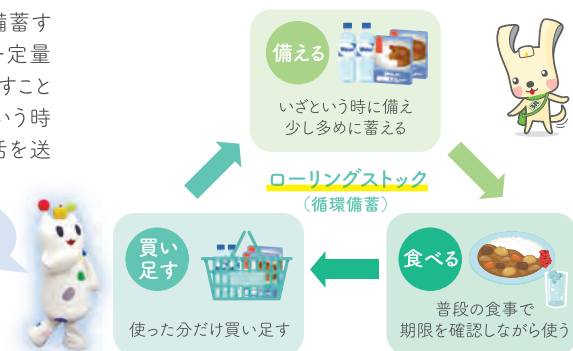 備蓄す
一定量
すこと
いう時
活を送
備える
いざという時に備え
少し多めに蓄える
ローリングストック
（循環備蓄）
買い
足す
使った分だけ買い足す
食べる
普段の食事で
期限を確認しながら使う